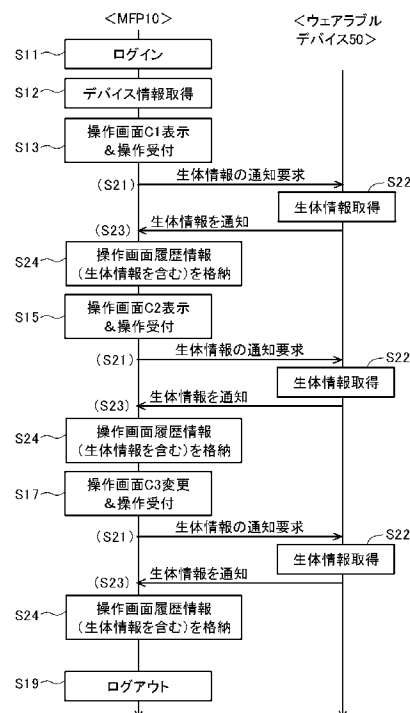 <MFP10>
<ウェアラブル
デバイス50>
S11
ログイン
S12
デバイス情報取得
S13
操作画面C1表示
&操作受付
(S21)
生体情報の通知要求
S22
生体情報取得
(S23)
生体情報を通知
S24
操作画面履歴情報
(生体情報を含む)を格納
S15
操作画面C2表示
&操作受付
(S21)
生体情報の通知要求
S22
生体情報取得
(S23)
生体情報を通知
S24
操作画面履歴情報
(生体情報を含む)を格納
S17
操作画面C3変更
&操作受付
(S21)
生体情報の通知要求
S22
生体情報取得
(S23)
生体情報を通知
S24
操作画面履歴情報
(生体情報を含む)を格納
S19
ログアウト